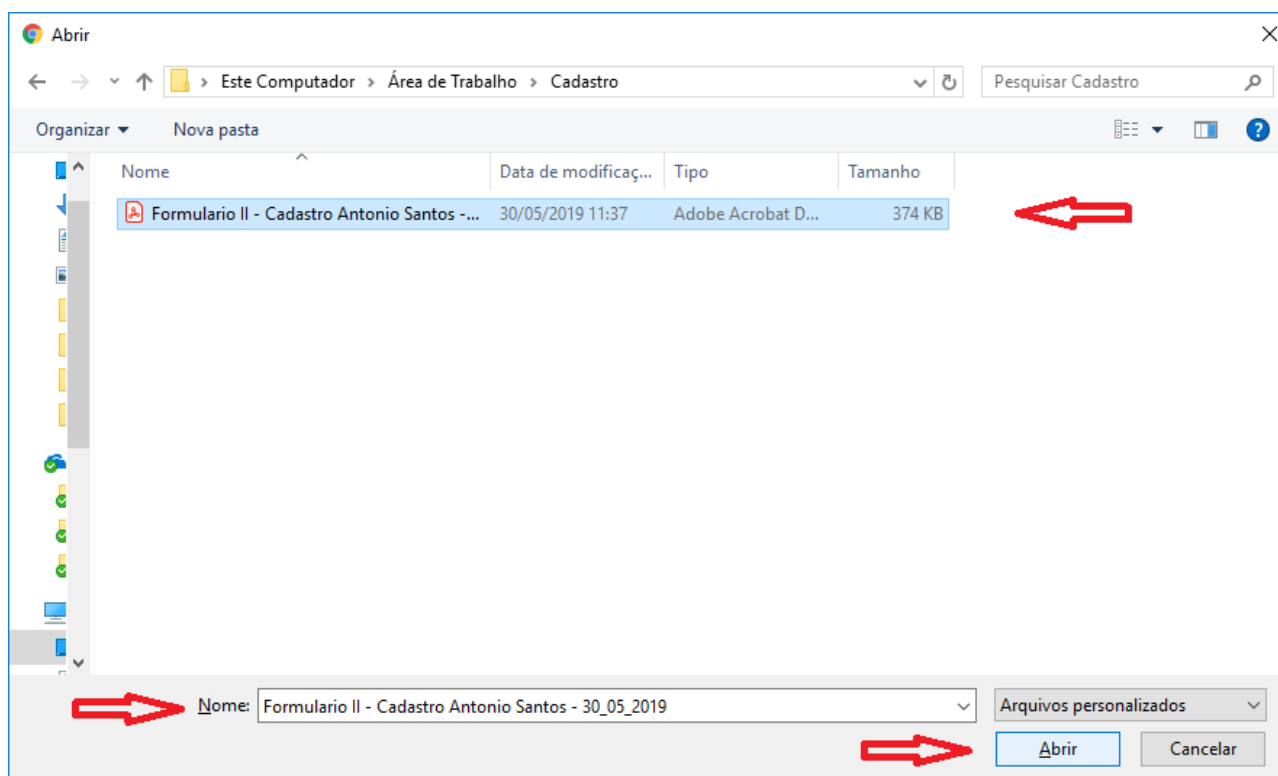 Abrir
Este Computador > Área de Trabalho > Cadastro
Pesquisar Cadastro
Organizar
Nova pasta
?
Nome Data de modificaç... Tipo Tamanho
Formulario II - Cadastro Antonio Santos -... 30/05/2019 11:37 Adobe Acrobat D... 374 KB
Nome: Formulario II - Cadastro Antonio Santos - 30_05_2019
Arquivos personalizados
Abrir
Cancelar